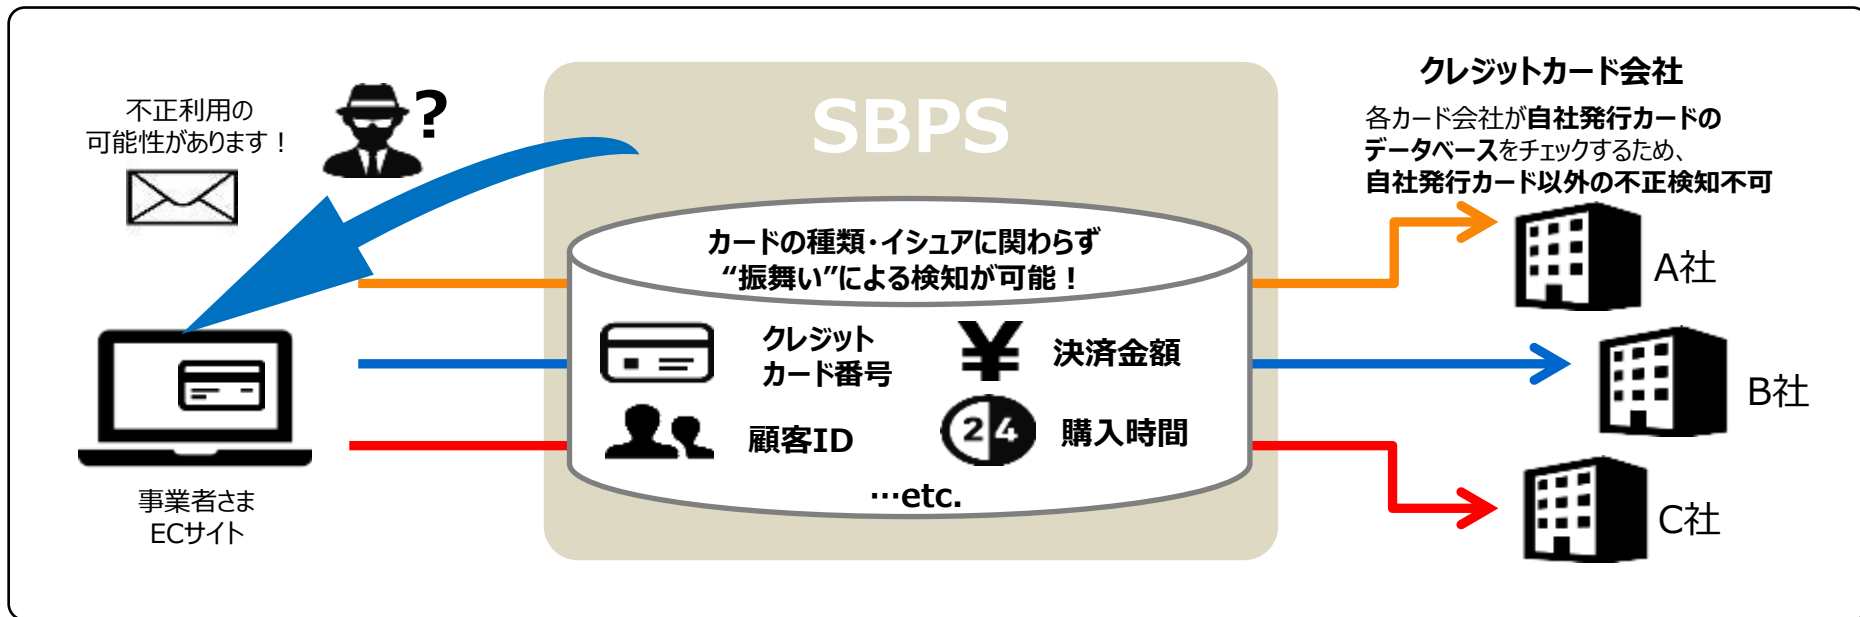 不正利用の
可能性があります！
?
SBPS
カードの種類・イシュアに関わらず
“振舞い”による検知が可能！
クレジット
カード番号
¥
決済金額
顧客ID
24
購入時間
…etc.
事業者さま
ECサイト
クレジットカード会社
各カード会社が自社発行カードの
データベースをチェックするため、
自社発行カード以外の不正検知不可
A社
B社
C社